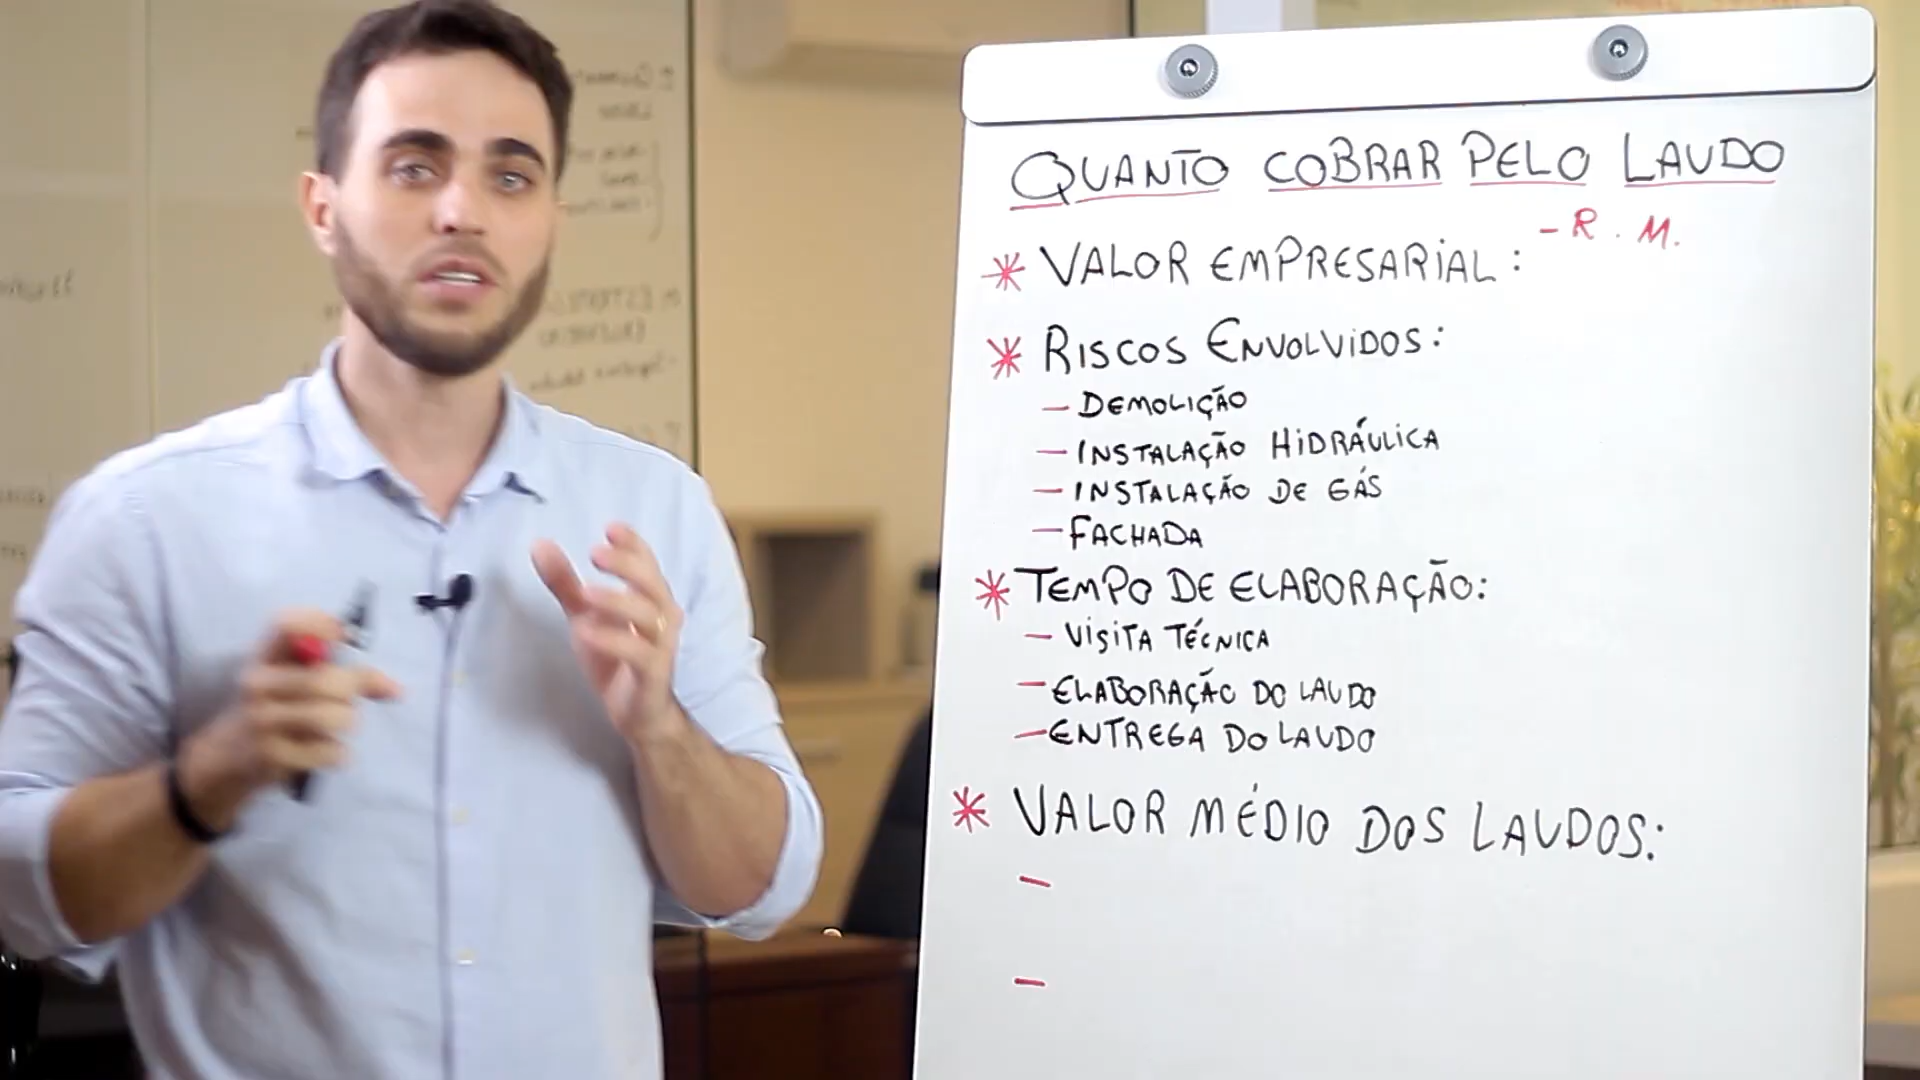 QUANTO COBRAR PELO LAUDO
- R. M.
* VALOR EMPRESARIAL:
* RISCOS ENVOLVIDOS:
- DEMOLIÇÃO
- INSTALAÇÃO HIDRÁULICA
- INSTALAÇÃO DE GÁS
- FACHADA
* TEMPO DE ELABORAÇÃO:
- VISITA TÉCNICA
- ELABORAÇÃO DO LAUDO
- ENTREGA DO LAUDO
* VALOR MÉDIO DOS LAUDOS:
-
-